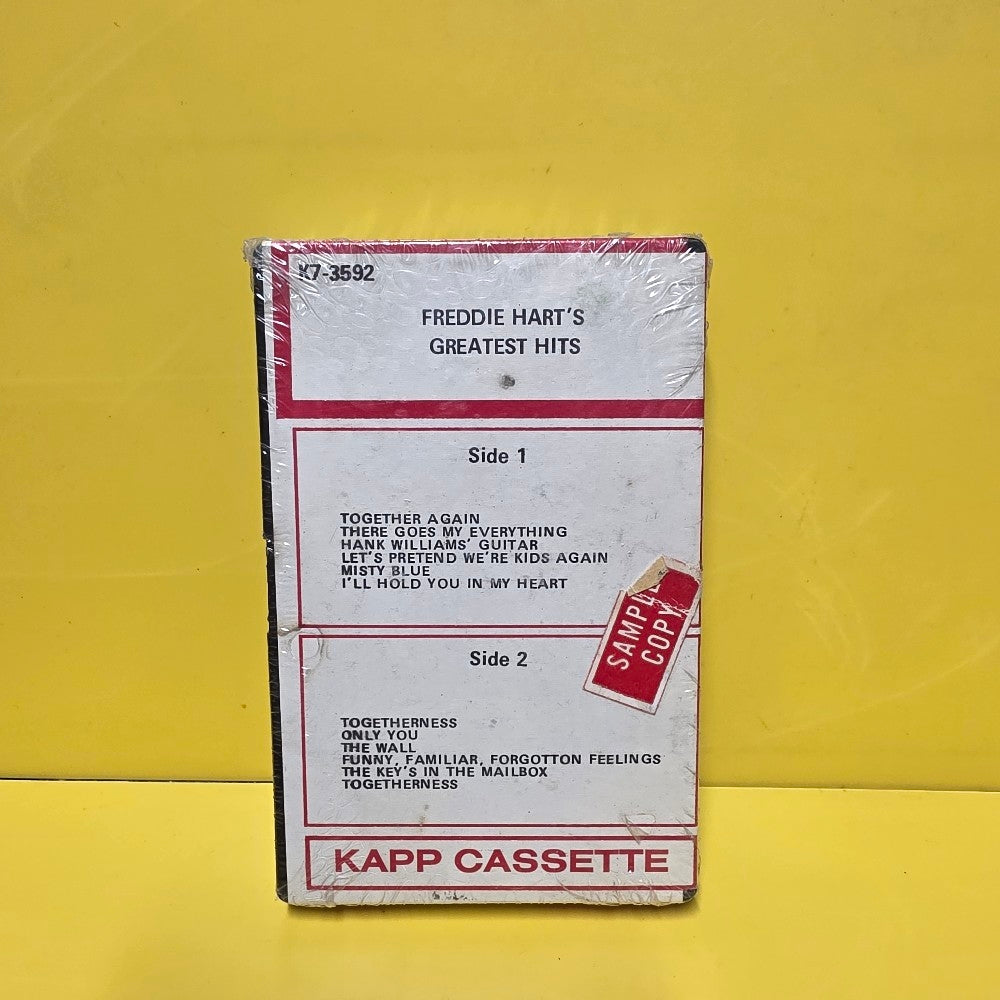 K7-3592
FREDDIE HART'S
GREATEST HITS
Side 1
TOGETHER AGAIN
THERE GOES MY EVERYTHING
HANK WILLIAMS' GUITAR
LET'S PRETEND WE'RE KIDS AGAIN
MISTY BLUE
I'LL HOLD YOU IN MY HEART
SAMPLE
COPY
Side 2
TOGETHERNESS
ONLY YOU
THE WALL
FUNNY, FAMILIAR, FORGOTTON FEELINGS
THE KEY'S IN THE MAILBOX
TOGETHERNESS
KAPP CASSETTE